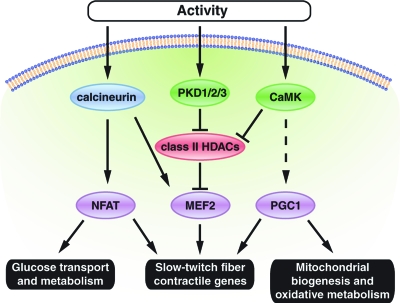 Activity
calcineurin
PKD1/2/3
CaMK
class II HDACs
NFAT
MEF2
PGC1
Glucose transport
and metabolism
Slow-twitch fiber
contractile genes
Mitochondrial
biogenesis and
oxidative metabolism